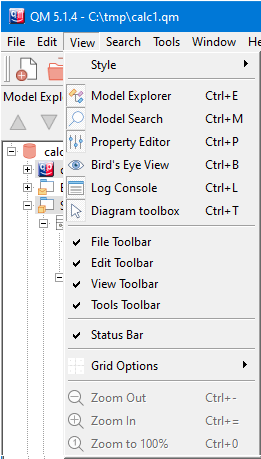 QM 5.1.4 - C:\tmp\calc1.qm
File Edit View Search Tools Window He
Style
Model Explo
Model Explorer Ctrl+E
Model Search Ctrl+M
Property Editor Ctrl+P
Bird's Eye View Ctrl+B
calc
Log Console Ctrl+L
Diagram toolbox Ctrl+T
File Toolbar
Edit Toolbar
View Toolbar
Tools Toolbar
Status Bar
Grid Options
Zoom Out Ctrl+-
Zoom In Ctrl+=
Zoom to 100% Ctrl+0